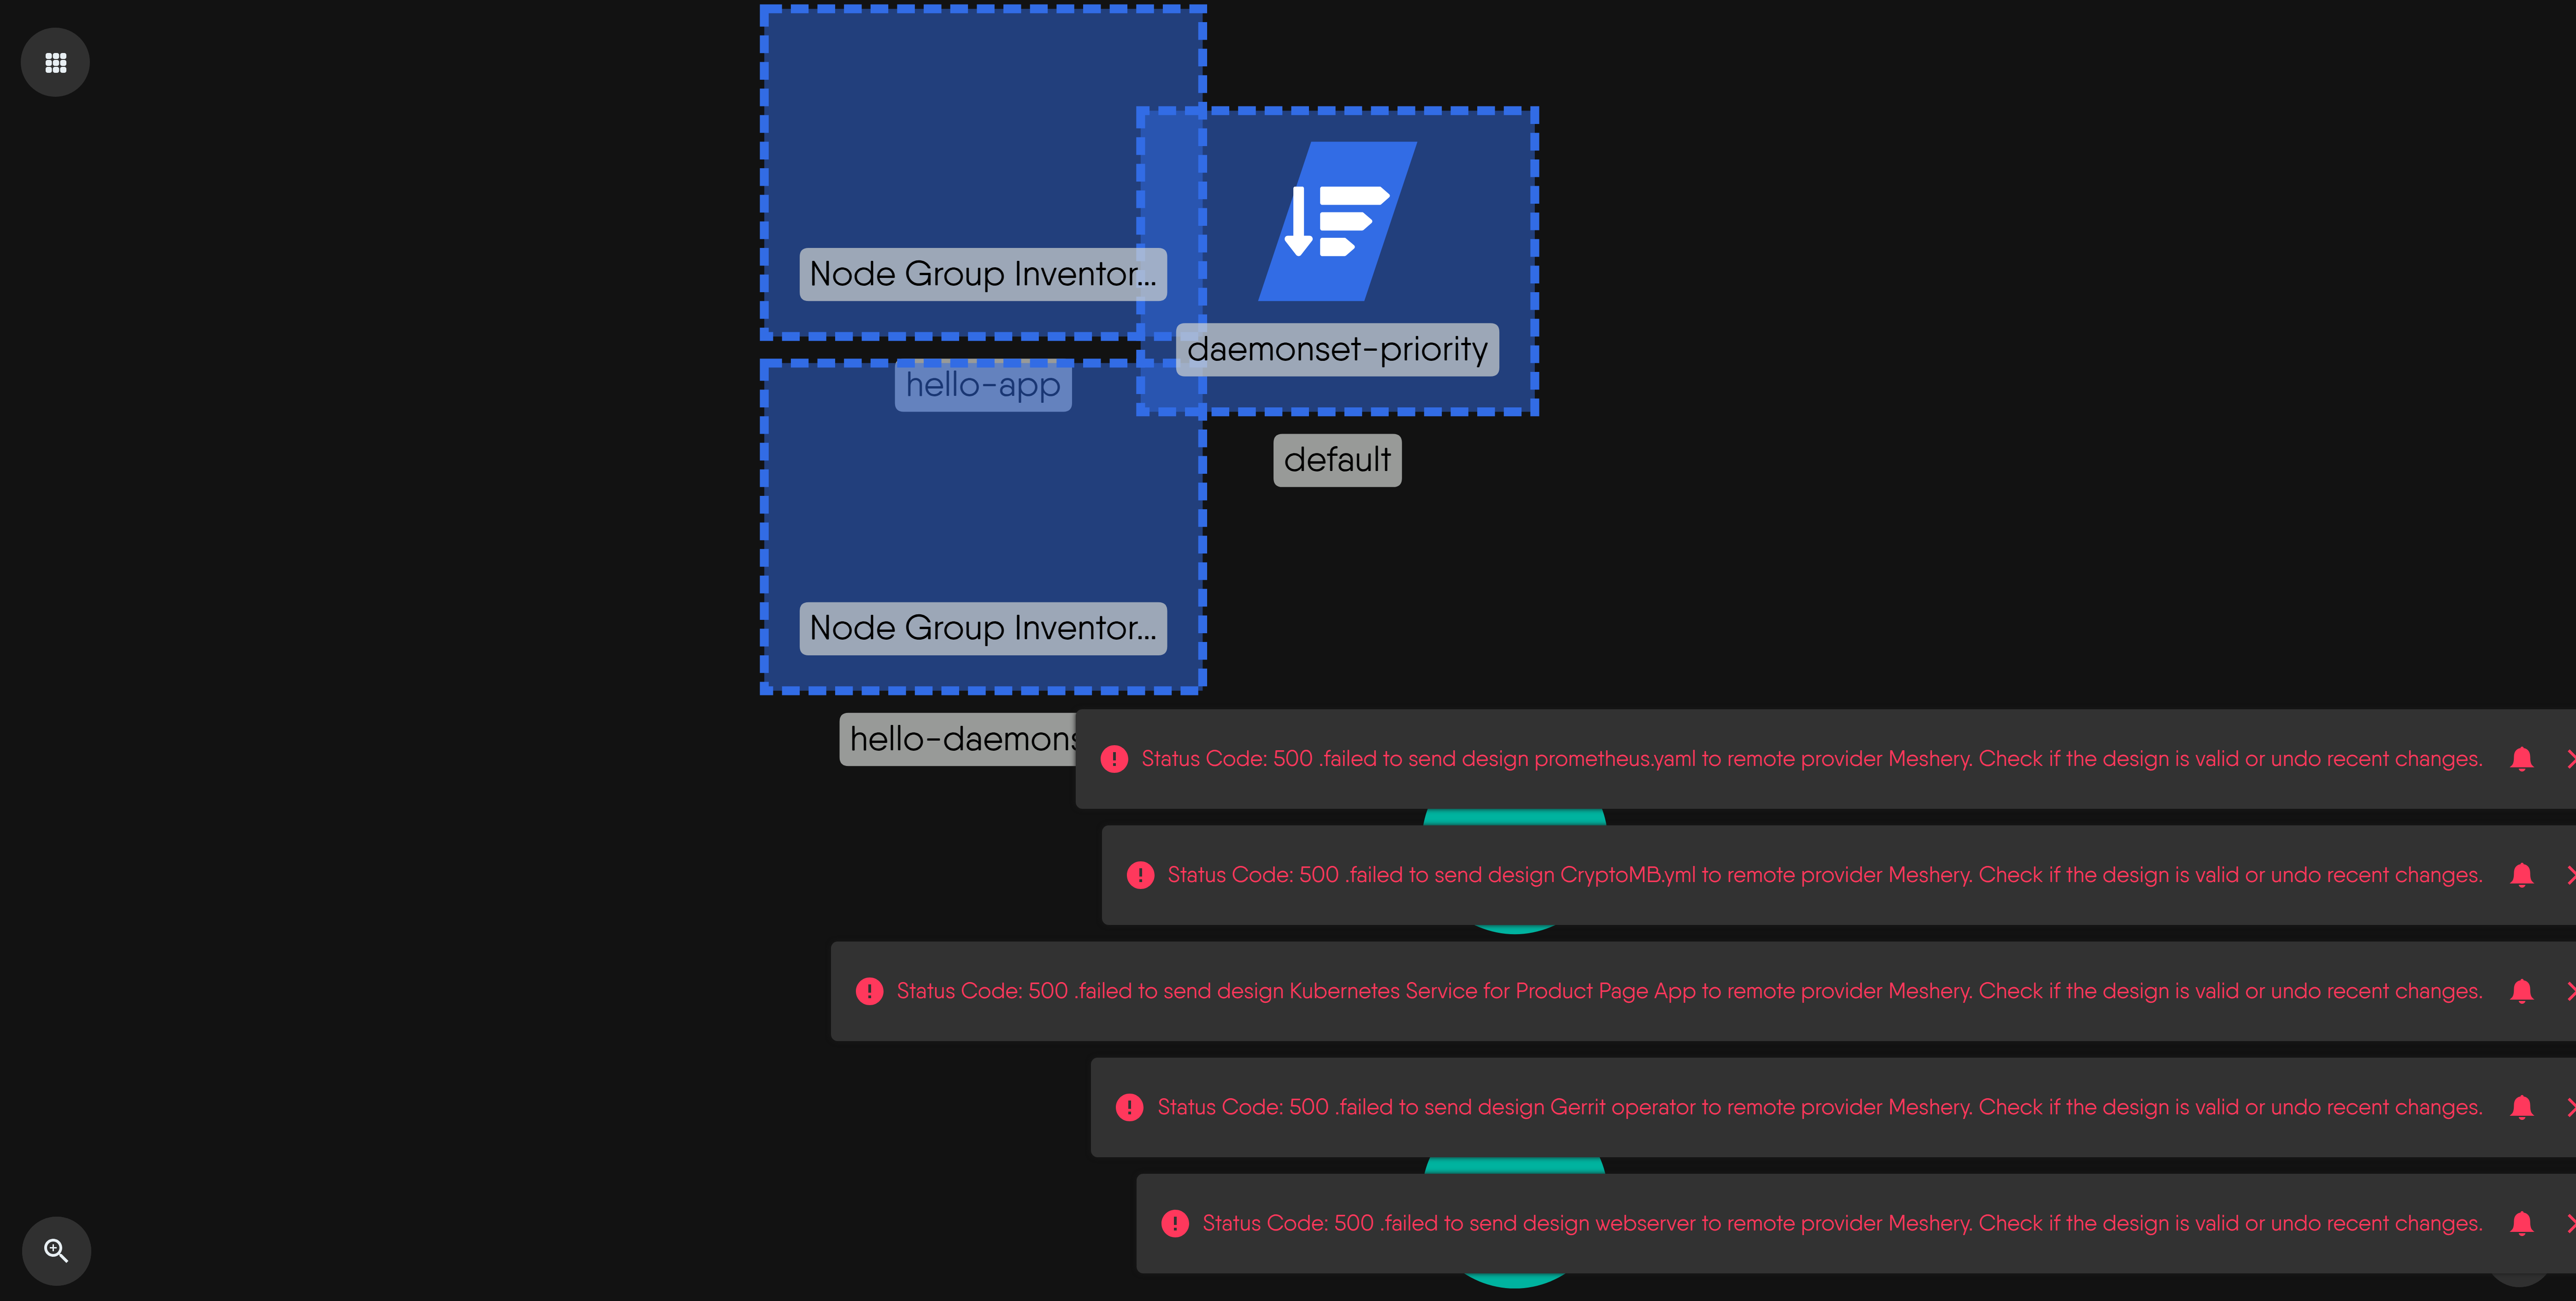 Node Group Inventor...
daemonset-priority
hello-app
default
Node Group Inventor...
hello-daemons
Status Code: 500 .failed to send design prometheus.yaml to remote provider Meshery. Check if the design is valid or undo recent changes.
Status Code: 500 .failed to send design CryptoMB.yml to remote provider Meshery. Check if the design is valid or undo recent changes.
Status Code: 500 .failed to send design Kubernetes Service for Product Page App to remote provider Meshery. Check if the design is valid or undo recent changes.
Status Code: 500 .failed to send design Gerrit operator to remote provider Meshery. Check if the design is valid or undo recent changes.
Status Code: 500 .failed to send design webserver to remote provider Meshery. Check if the design is valid or undo recent changes.